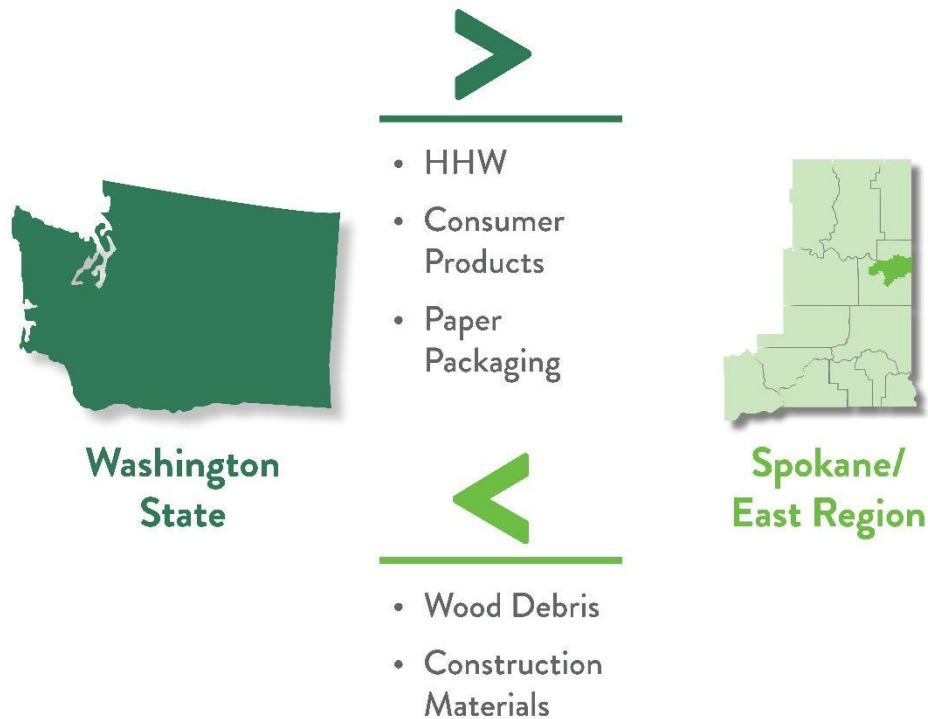 >
• HHW
• Consumer
Products
• Paper
Packaging
Washington
State
Spokane/
East Region
<
• Wood Debris
• Construction
Materials